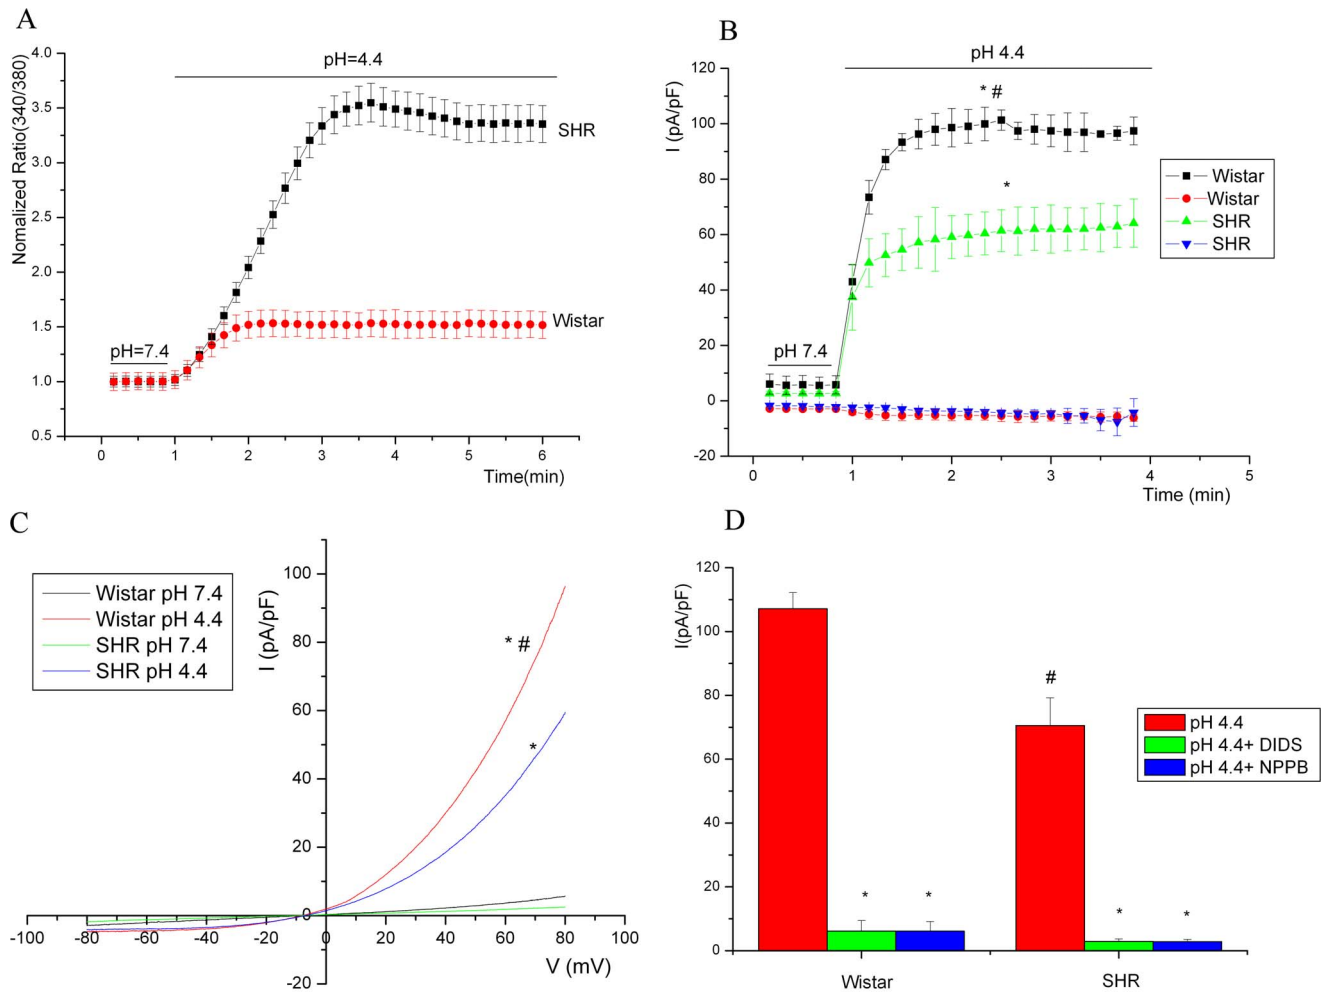 A
Nomalized Ratio(340/380)
4.0
3.5
3.0
2.5
2.0
1.5
1.0
0.5
pH=4.4
SHR
Wistar
pH=7.4
0 1 2 3 4 5 6
Time(min)
B
I (pA/pF)
120
100
80
60
40
20
0
-20
pH 4.4
* #
*
pH 7.4
Wistar
Wistar
SHR
SHR
0 1 2 3 4 5
Time (min)
C
Wistar pH 7.4
Wistar pH 4.4
SHR pH 7.4
SHR pH 4.4
I (pA/pF)
100
80
60
40
20
0
-20
* #
*
-100 -80 -60 -40 -20 0 20 40 60 80 100
V (mV)
D
I(pA/pF)
120
100
80
60
40
20
0
#
* *
* *
pH 4.4
pH 4.4+ DIDS
pH 4.4+ NPPB
Wistar SHR